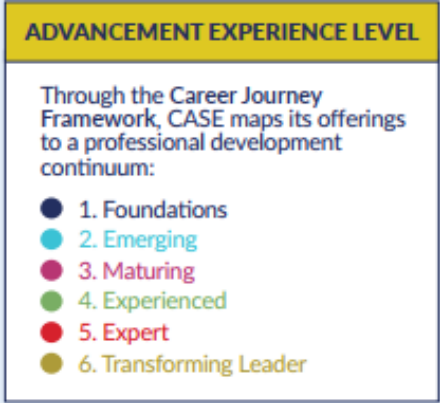 ADVANCEMENT EXPERIENCE LEVEL
Through the Career Journey
Framework, CASE maps its offerings
to a professional development
continuum:
1. Foundations
2. Emerging
3. Maturing
4. Experienced
5. Expert
6. Transforming Leader